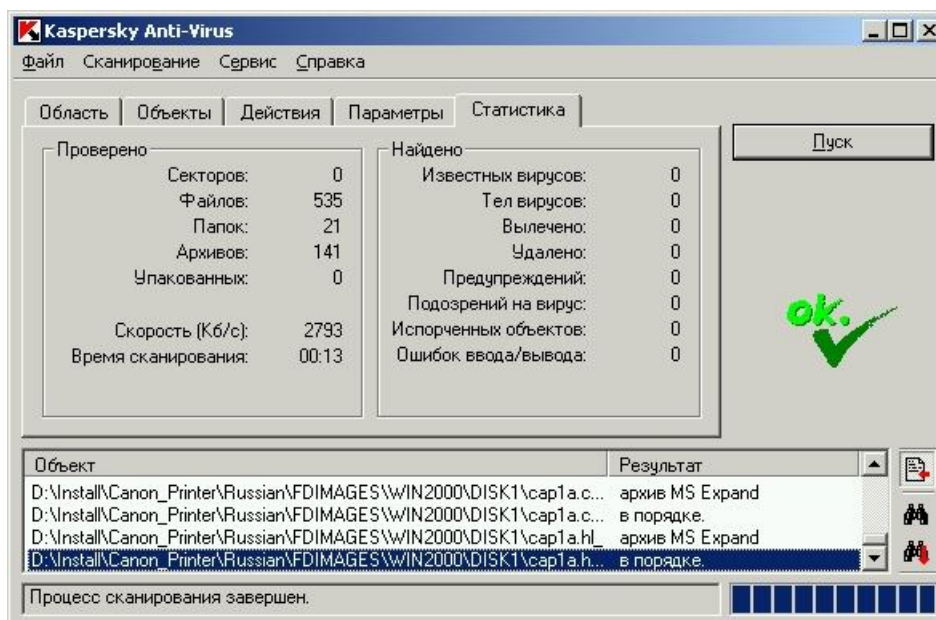 Kaspersky Anti-Virus
Файл Сканирование Сервис Справка
Область Объекты Действия Параметры Статистика
Пуск
Проверено
Секторов: 0
Файлов: 535
Папок: 21
Архивов: 141
Упакованных: 0
Скорость (Кб/с): 2793
Время сканирования: 00:13
Найдено
Известных вирусов: 0
Тел вирусов: 0
Вылечено: 0
Удалено: 0
Предупреждений: 0
Подозрений на вирус: 0
Испорченных объектов: 0
Ошибок ввода/вывода: 0
ok.
Объект Результат
D:\Install\Canon_Printer\Russian\FDIMAGES\WIN2000\DISK1\cap1a.c... архив MS Expand
D:\Install\Canon_Printer\Russian\FDIMAGES\WIN2000\DISK1\cap1a.c... в порядке.
D:\Install\Canon_Printer\Russian\FDIMAGES\WIN2000\DISK1\cap1a.hl_ архив MS Expand
D:\Install\Canon_Printer\Russian\FDIMAGES\WIN2000\DISK1\cap1a.h... в порядке.
Процесс сканирования завершен.